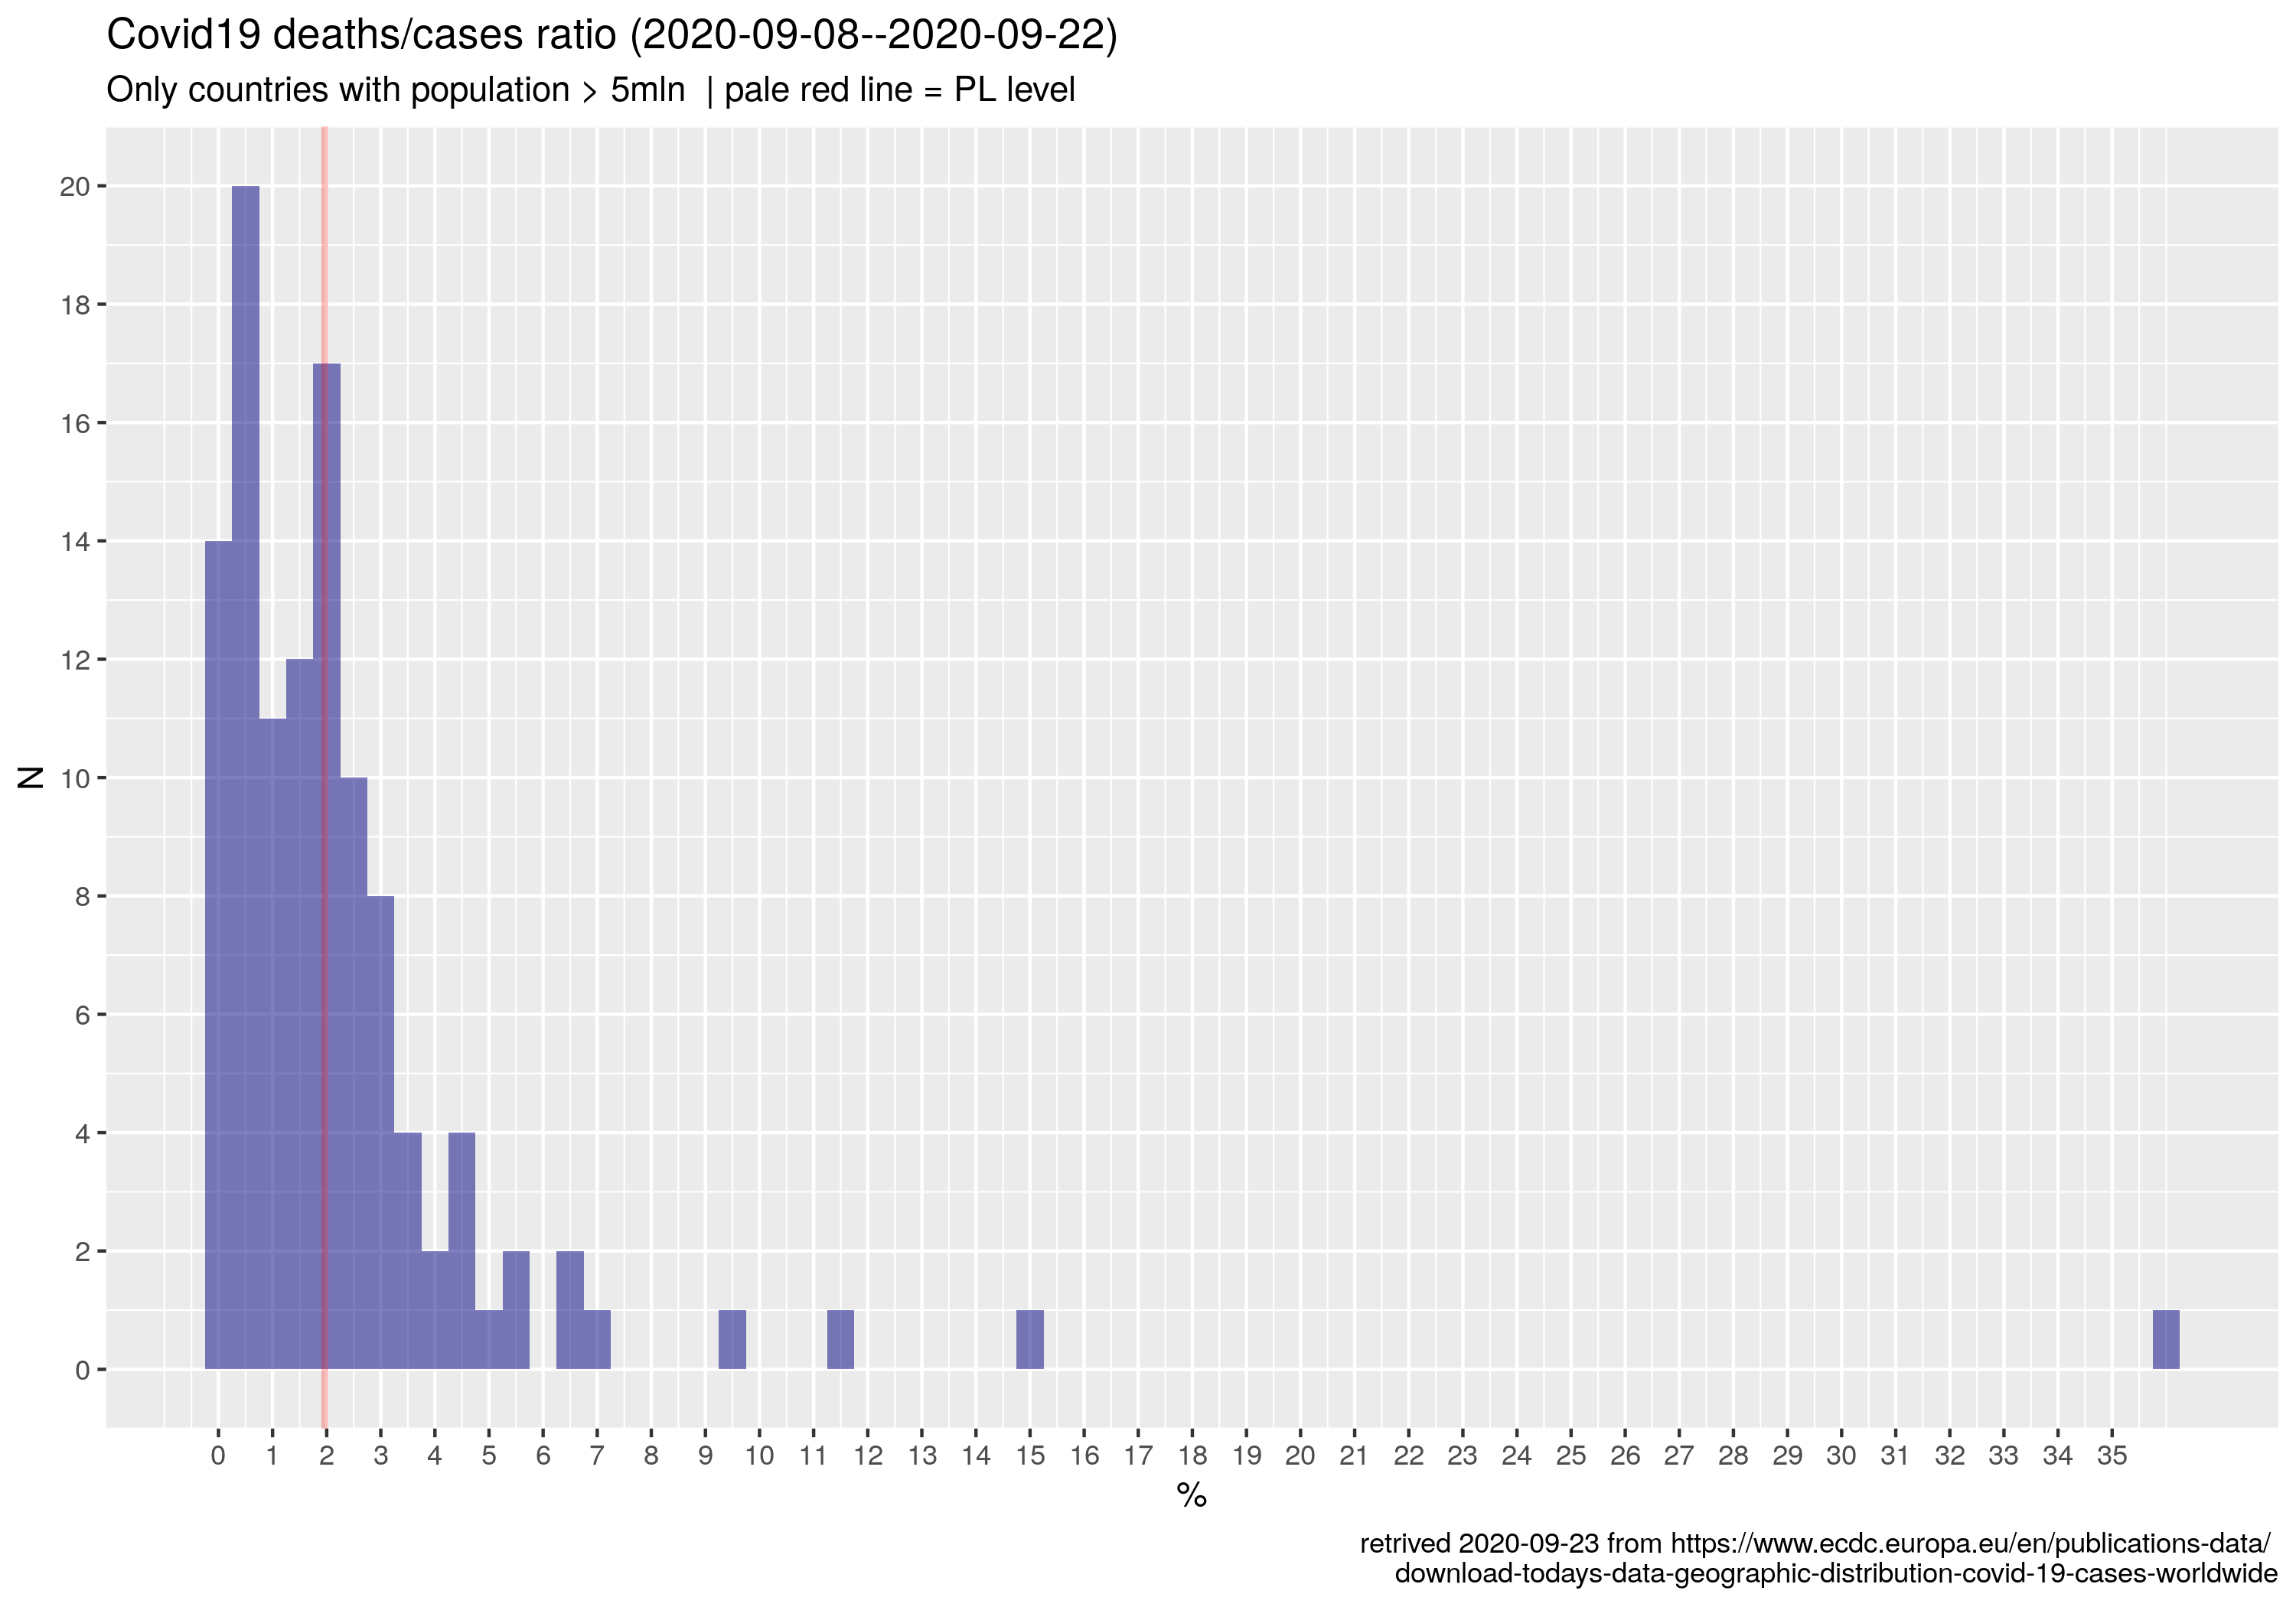 Covid19 deaths/cases ratio (2020-09-08--2020-09-22)
Only countries with population > 5mln  | pale red line = PL level
20
18
16
14
12
10
8
6
4
2
0
N
0 1 2 3 4 5 6 7 8 9 10 11 12 13 14 15 16 17 18 19 20 21 22 23 24 25 26 27 28 29 30 31 32 33 34 35
%
retrived 2020-09-23 from https://www.ecdc.europa.eu/en/publications-data/
download-todays-data-geographic-distribution-covid-19-cases-worldwide